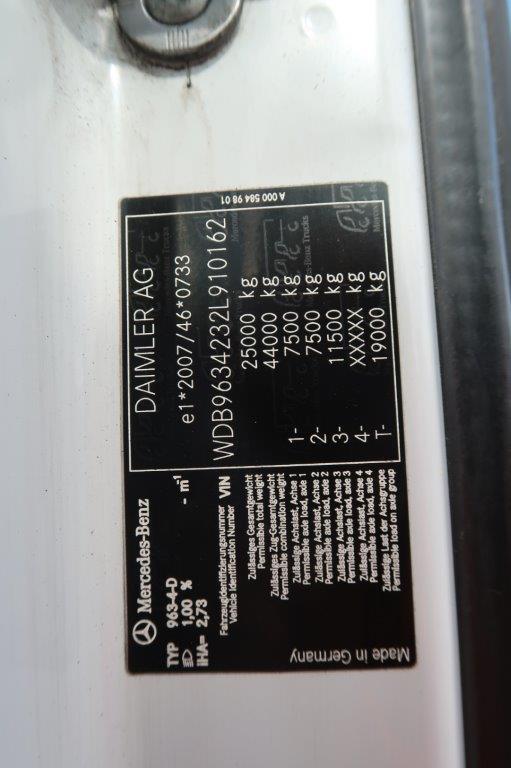 A 000 584 98 01
Mercedes-Benz
DAIMLER AG
TYP 963-4-D
1,00 % - m⁻¹
iHA= 2,73
e1*2007/46*0733
Fahrzeugidentifizierungsnummer
Vehicle Identification Number VIN WDB9634232L910162
Zulässiges Gesamtgewicht
Permissible total weight 25000 kg
Zulässiges Zug-Gesamtgewicht
Permissible combination weight 44000 kg
Zulässige Achslast, Achse 1
Permissible axle load, axle 1 1- 7500 kg
Zulässige Achslast, Achse 2
Permissible axle load, axle 2 2- 7500 kg
Zulässige Achslast, Achse 3
Permissible axle load, axle 3 3- 11500 kg
Zulässige Achslast, Achse 4
Permissible axle load, axle 4 4- XXXXX kg
Zulässige Last der Achsgruppe
Permissible load on axle group T- 19000 kg
Made in Germany